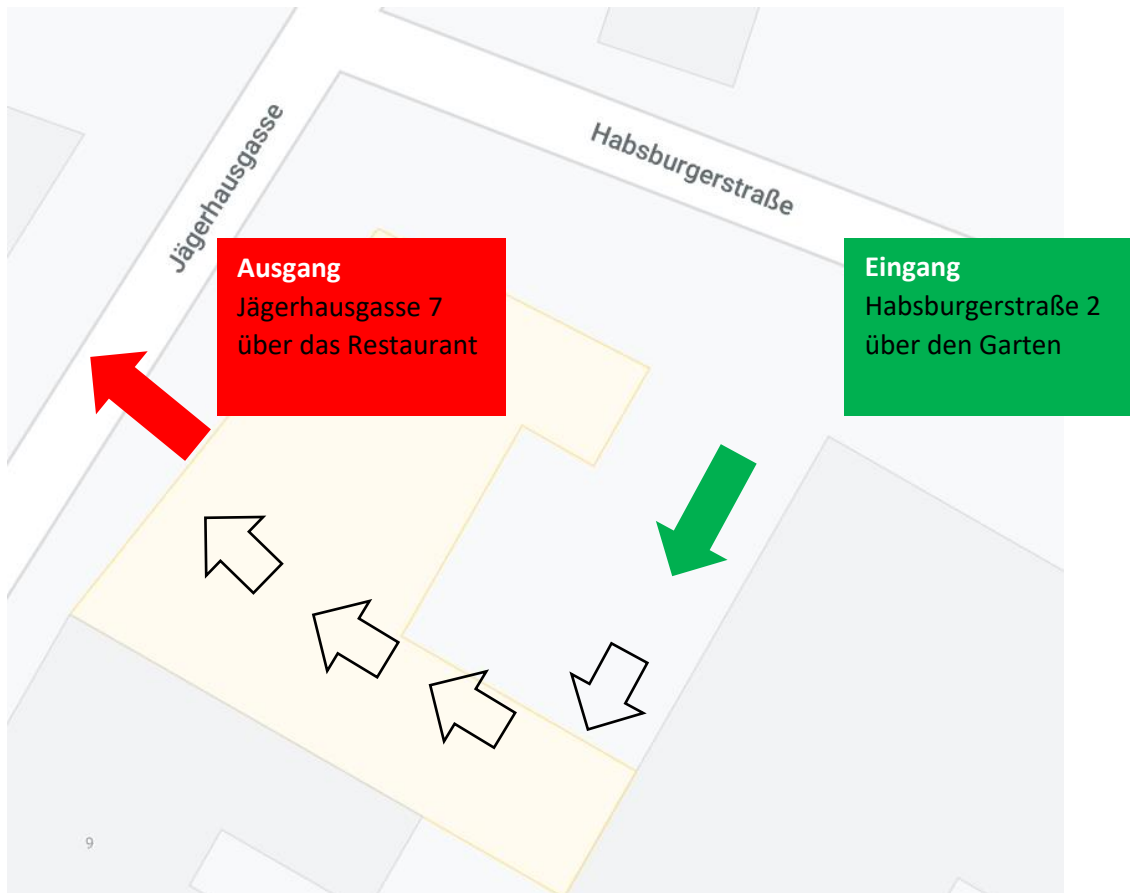 Jägerhausgasse
Habsburgerstraße
Ausgang
Jägerhausgasse 7
über das Restaurant
Eingang
Habsburgerstraße 2
über den Garten
9